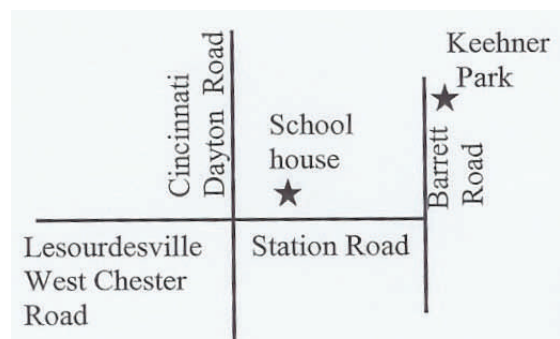 Keehner
Park
Cincinnati
Dayton Road
School
house
Barrett
Road
Lesourdesville
West Chester
Road
Station Road